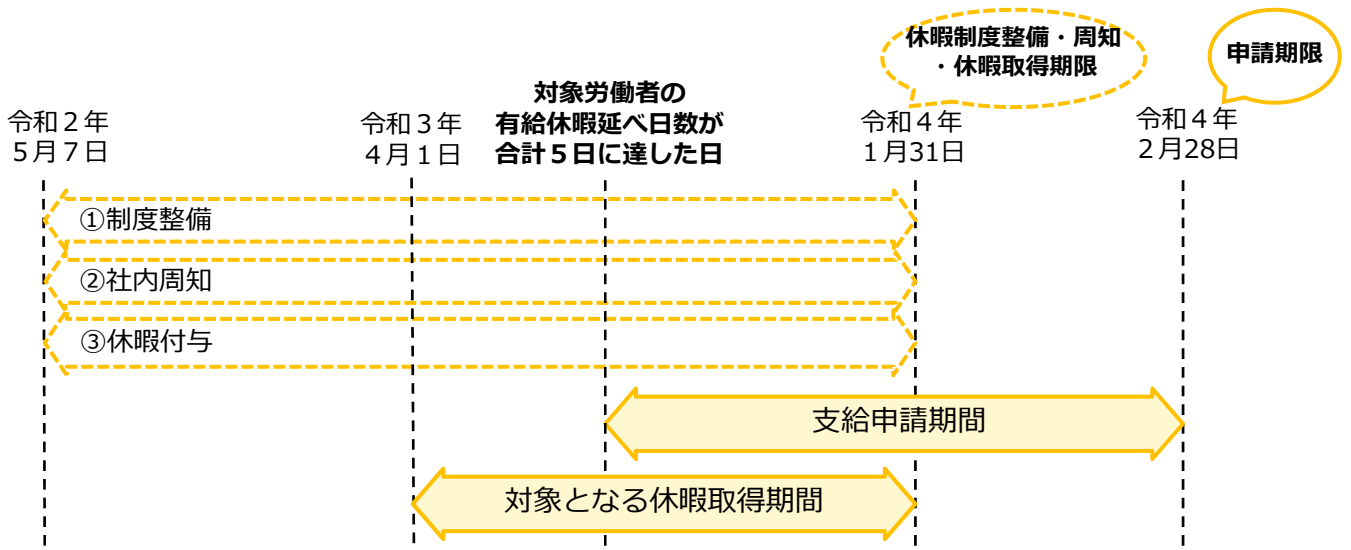 休暇制度整備・周知
・休暇取得期限
申請期限
令和２年
５月７日
令和３年
４月１日
対象労働者の
有給休暇延べ日数が
合計５日に達した日
令和４年
１月31日
令和４年
２月28日
①制度整備
②社内周知
③休暇付与
支給申請期間
対象となる休暇取得期間